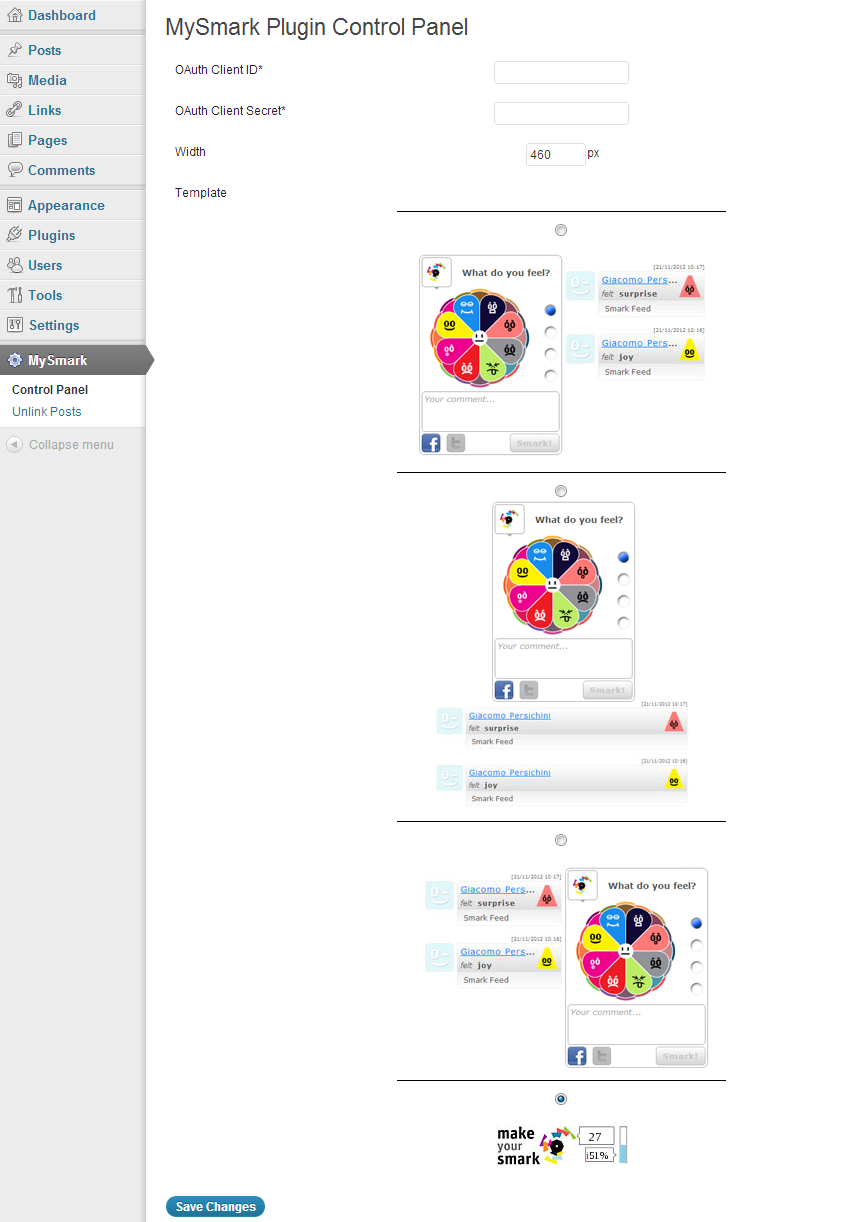 Dashboard
Posts
Media
Links
Pages
Comments
Appearance
Plugins
Users
Tools
Settings
MySmark
Control Panel
Unlink Posts
Collapse menu
MySmark Plugin Control Panel
OAuth Client ID*
OAuth Client Secret*
Width
460 px
Template
What do you feel?
Your comment...
Smark!
[21/11/2012 10:17]
Giacomo Pers...
felt surprise
Smark Feed
[21/11/2012 10:16]
Giacomo Pers...
felt joy
Smark Feed
What do you feel?
Your comment...
Smark!
[21/11/2012 10:17]
Giacomo Persichini
felt surprise
Smark Feed
[21/11/2012 10:16]
Giacomo Persichini
felt joy
Smark Feed
[21/11/2012 10:17]
Giacomo Pers...
felt surprise
Smark Feed
[21/11/2012 10:16]
Giacomo Pers...
felt joy
Smark Feed
What do you feel?
Your comment...
Smark!
make
your
smark
27
i51%
Save Changes